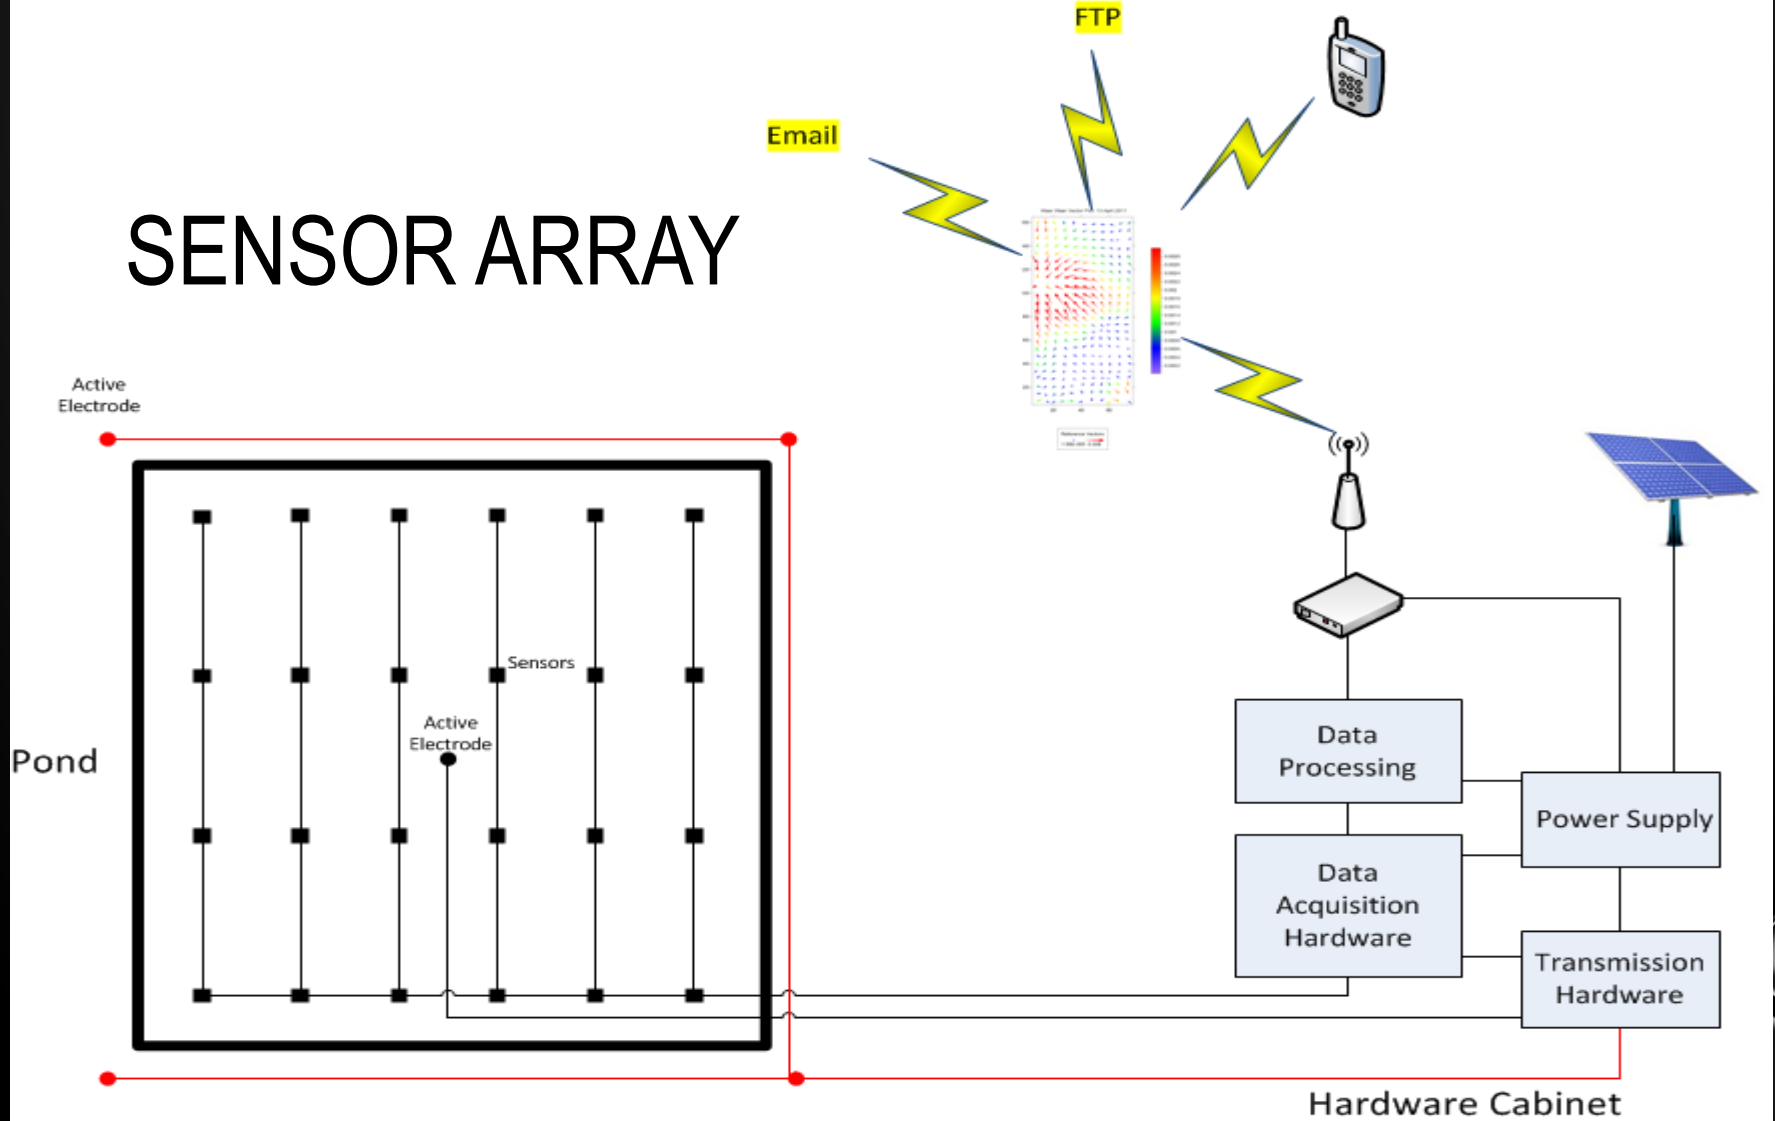 FTP
Email
SENSOR ARRAY
Active
Electrode
Sensors
Active
Electrode
Pond
Data
Processing
Power Supply
Data
Acquisition
Hardware
Transmission
Hardware
Hardware Cabinet